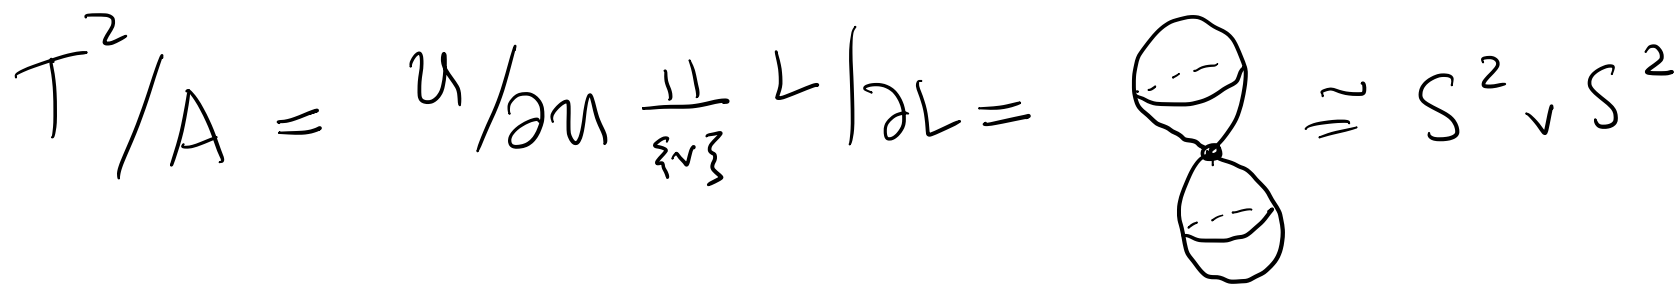 T²/A = U/∂U ⨿_{v} L/∂L = ≅ S² ∨ S²